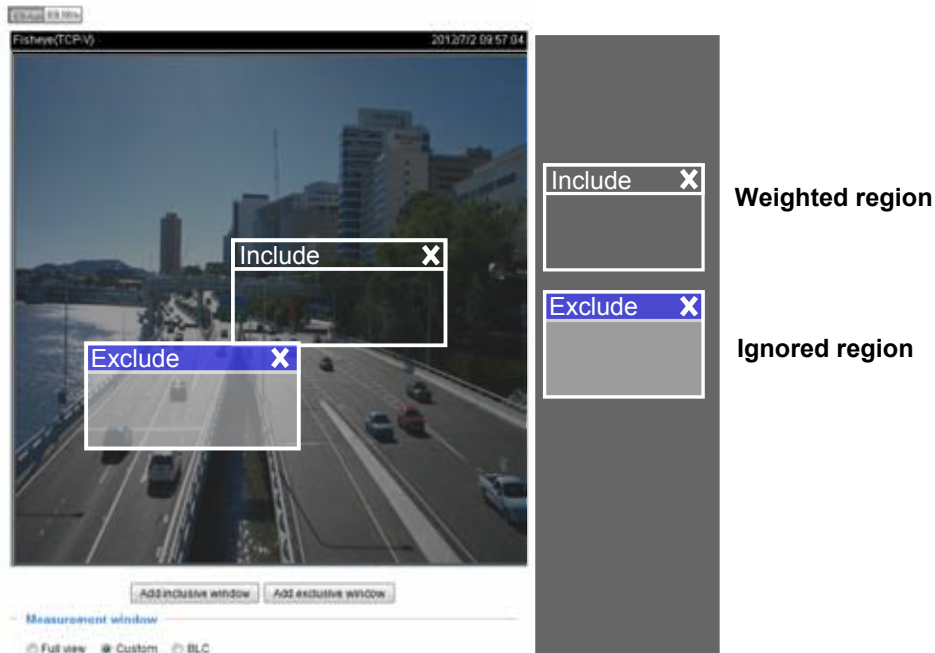 Fisheye(TCP-V) 2012/7/2 09:57:04
Include
Exclude
Include
Weighted region
Exclude
Ignored region
Add inclusive window Add exclusive window
Measurement window
Full view Custom BLC